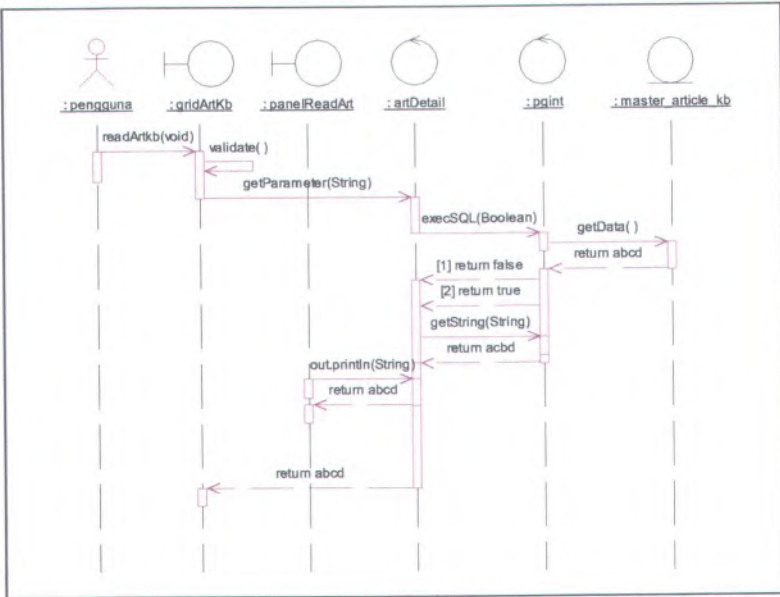 : pengguna
: gridArtKb
: panelReadArt
: artDetail
: pgint
: master_article_kb
readArtkb(void)
validate( )
getParameter(String)
execSQL(Boolean)
getData( )
return abcd
[1] return false
[2] return true
getString(String)
return acbd
out.println(String)
return abcd
return abcd